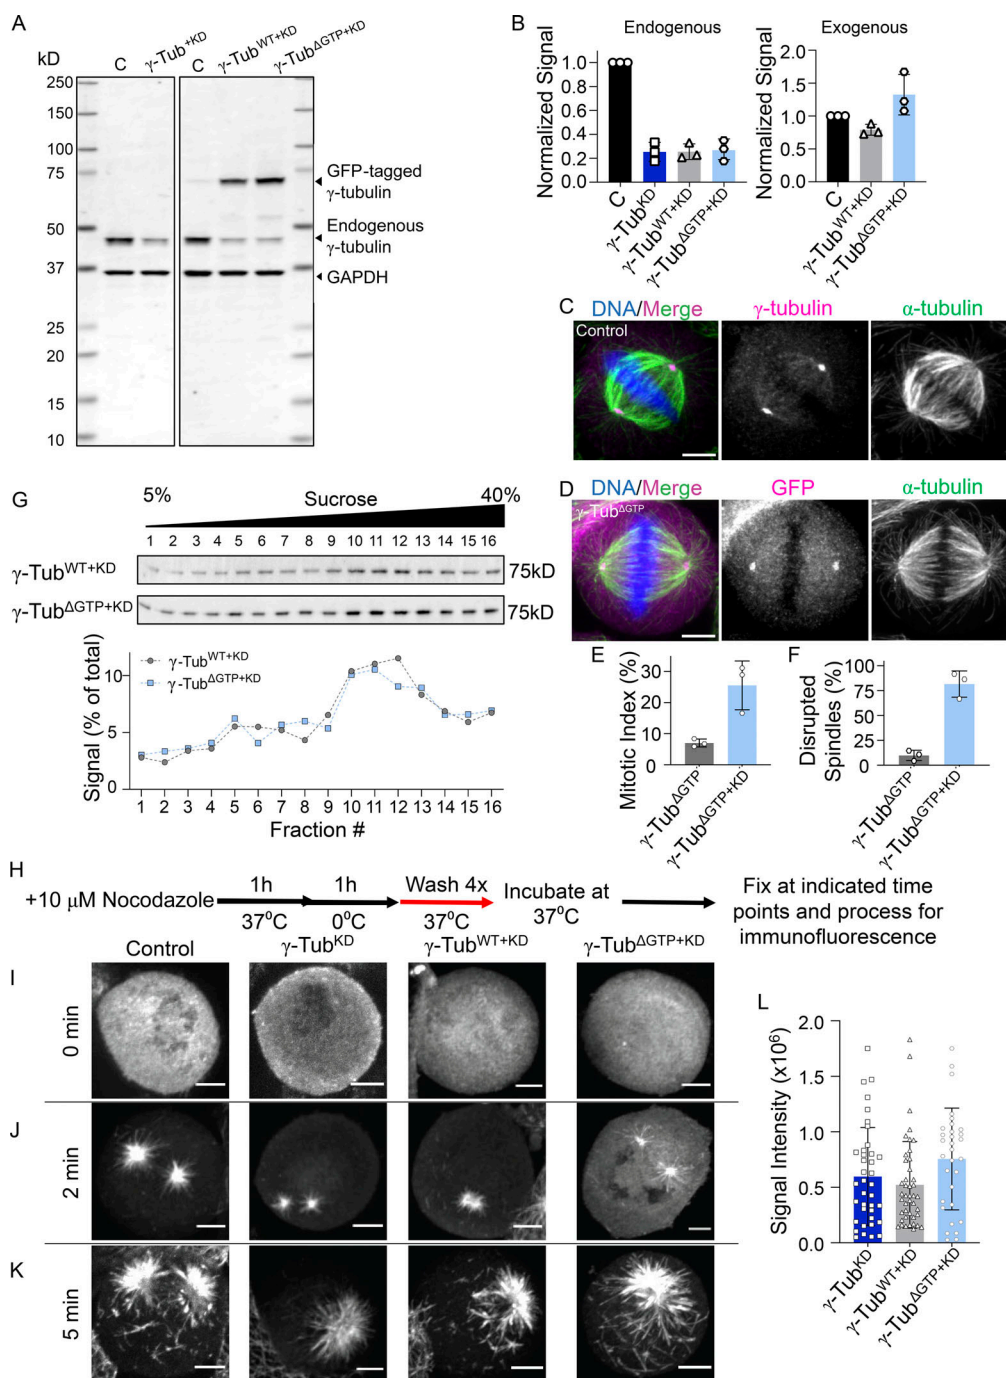 A
kD
C
γ-Tub+KD
C
γ-TubWT+KD
γ-TubΔGTP+KD
250
150
100
75
50
37
25
20
15
10
GFP-tagged
γ-tubulin
Endogenous
γ-tubulin
GAPDH
B
Endogenous
Normalized Signal
1.0
0.8
0.6
0.4
0.2
0.0
C
γ-TubKD
γ-TubWT+KD
γ-TubΔGTP+KD
Exogenous
Normalized Signal
2.0
1.5
1.0
0.5
0.0
C
γ-TubWT+KD
γ-TubΔGTP+KD
C
DNA/Merge
γ-tubulin
α-tubulin
Control
D
DNA/Merge
GFP
α-tubulin
γ-TubΔGTP
E
Mitotic Index (%)
30
20
10
0
γ-TubΔGTP
γ-TubΔGTP+KD
F
Disrupted
Spindles (%)
100
75
50
25
0
γ-TubΔGTP
γ-TubΔGTP+KD
G
5%
Sucrose
40%
1 2 3 4 5 6 7 8 9 10 11 12 13 14 15 16
γ-TubWT+KD
75kD
γ-TubΔGTP+KD
75kD
Signal (% of total)
10
5
0
γ-TubWT+KD
γ-TubΔGTP+KD
1 2 3 4 5 6 7 8 9 10 11 12 13 14 15 16
Fraction #
H
+10 μM Nocodazole
1h
37⁰C
1h
0⁰C
Wash 4x
37⁰C
Incubate at
37⁰C
Fix at indicated time
points and process for
immunofluorescence
Control
γ-TubKD
γ-TubWT+KD
γ-TubΔGTP+KD
I
0 min
J
2 min
K
5 min
L
Signal Intensity (x10⁶)
2.0
1.5
1.0
0.5
0.0
γ-TubKD
γ-TubWT+KD
γ-TubΔGTP+KD